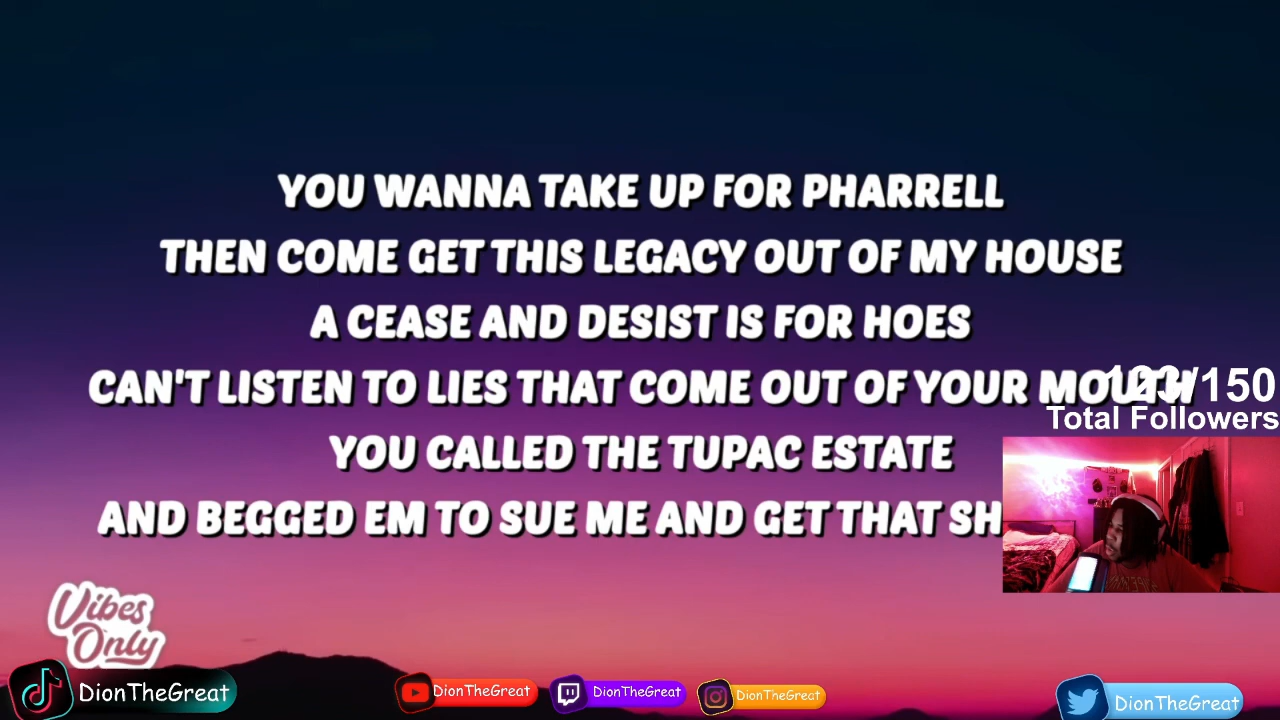 YOU WANNA TAKE UP FOR PHARRELL
THEN COME GET THIS LEGACY OUT OF MY HOUSE
A CEASE AND DESIST IS FOR HOES
CAN'T LISTEN TO LIES THAT COME OUT OF YOUR MOUTH
/150
Total Followers
YOU CALLED THE TUPAC ESTATE
AND BEGGED EM TO SUE ME AND GET THAT SH
Vibes
Only
DionTheGreat
DionTheGreat
DionTheGreat
DionTheGreat
DionTheGreat